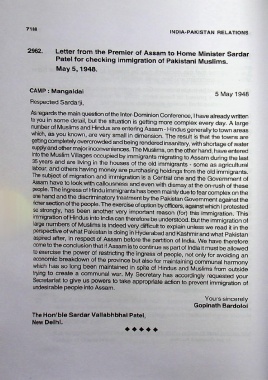 7118
INDIA-PAKISTAN RELATIONS
2962. Letter from the Premier of Assam to Home Minister Sardar
Patel for checking immigration of Pakistani Muslims.
May 5, 1948.
CAMP : Mangaldai
5 May 1948
Respected Sardarji,
As regards the main question of the Inter-Dominion Conference, I have already written
to you in some detail, but the situation is getting more complex every day. A large
number of Muslims and Hindus are entering Assam - Hindus generally to town areas
which, as you known, are very small in dimension. The result is that the towns are
getting completely overcrowded and being rendered insanitary, with shortage of water
supply and other major inconveniences. The Muslims, on the other hand, have entered
into the Muslim Villages occupied by immigrants migrating to Assam during the last
35 years and are living in the houses of the old immigrants - some as agricultural
labour, and others having money are purchasing holdings from the old immigrants.
The subject of migration and immigration is a Central one and the Government of
Assam have to look with callousness and even with dismay at the on-rush of these
people. The ingress of Hindu immigrants has been mainly due to fear complex on the
one hand and the discriminatory treatment by the Pakistan Government against the
section of the people. The exercise of option by officers, against which I protested
so strongly, has been another very important reason (for) this immigration. This
immigration of Hindus into India can therefore be understood. But the immigration of
large numbers of Muslims is indeed very difficult to explain unless we read it in the
perspective of what Pakistan is doing in Hyderabad and Kashmir and what Pakistan
aspired after, in respect of Assam before the partition of India. We have therefore
come to the conclusion that if Assam is to continue as part of India it must be allowed
to exercise the power of restricting the ingress of people, not only for avoiding an
economic breakdown of the province but also for maintaining communal harmony
which has so long been maintained in spite of Hindus and Muslims from outside
trying to create a communal war. My Secretary has accordingly requested your
Secretariat to give us powers to take appropriate action to prevent immigration of
undesirable people into Assam.
Yours sincerely
Gopinath Bardoloi
The Hon'ble Sardar Vallabhbhai Patel,
New Delhi.